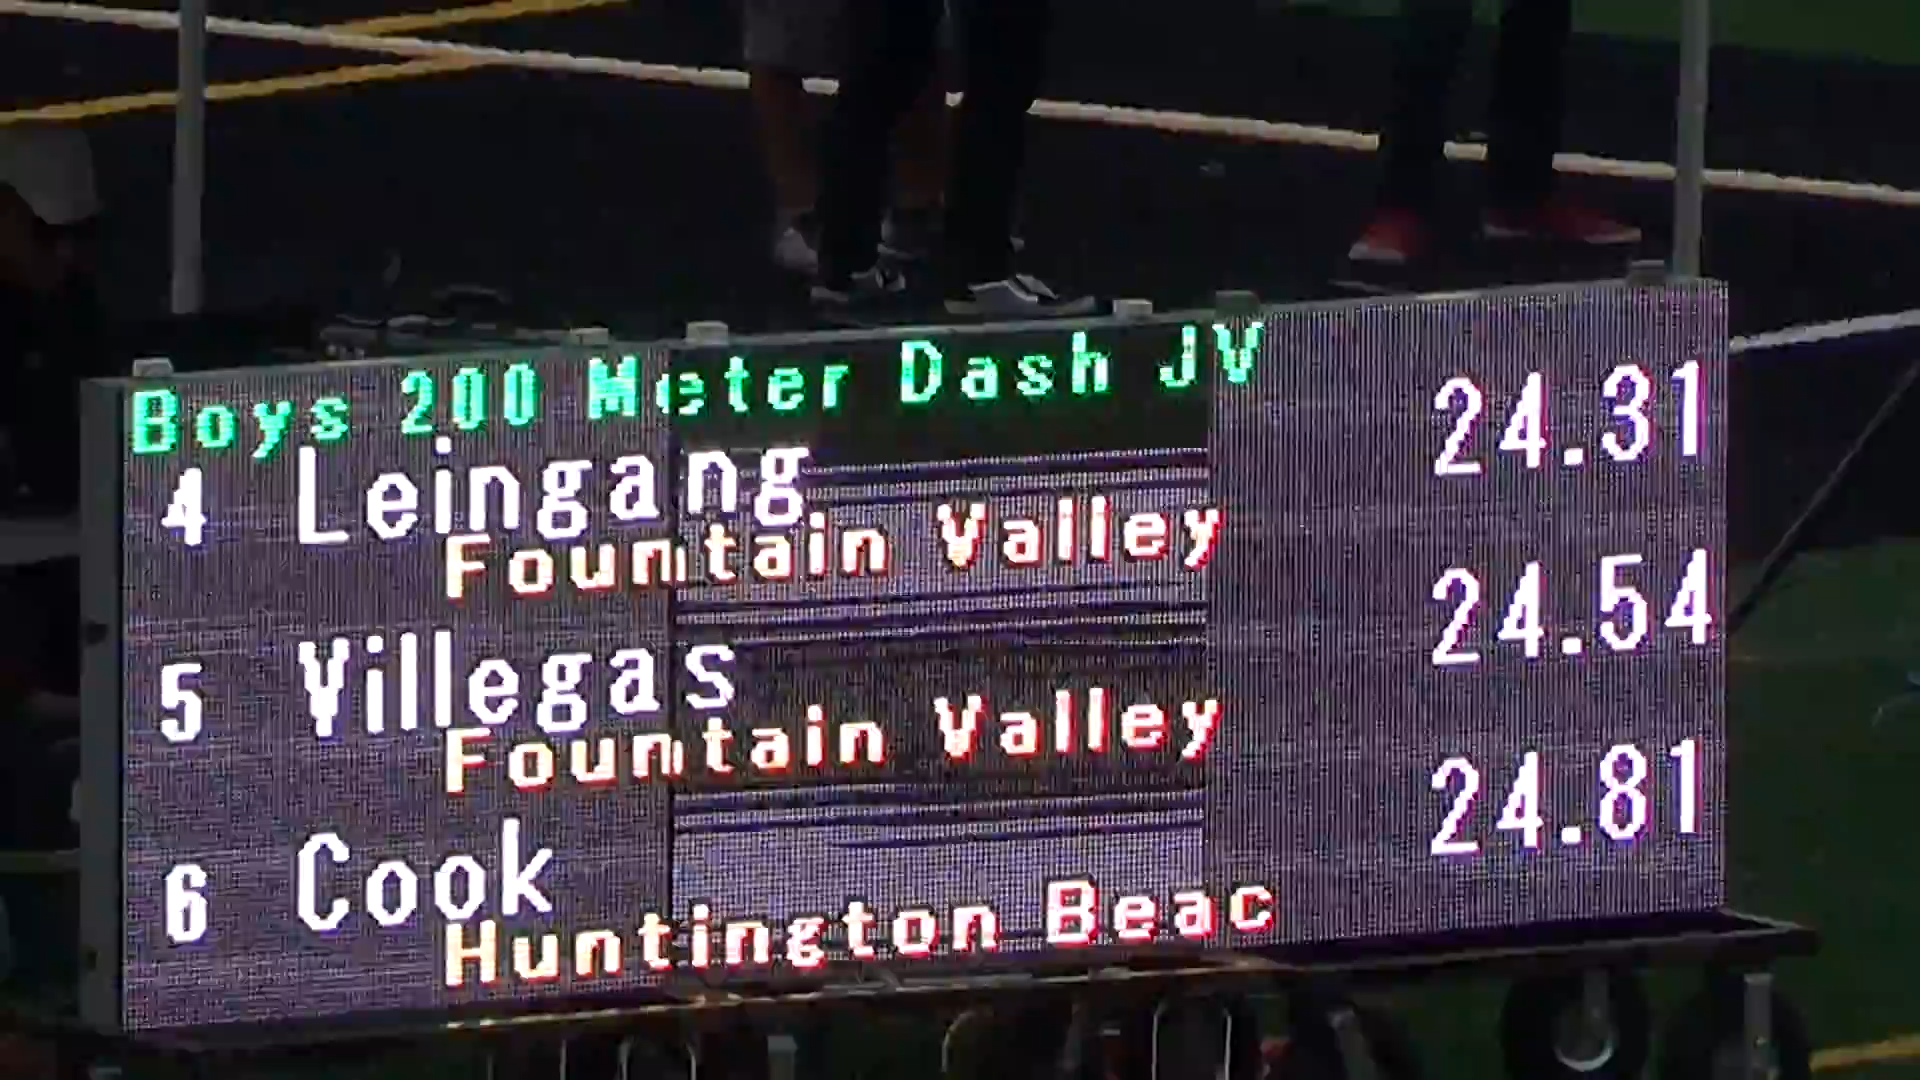 Boys 200 Meter Dash JV
4 Leingang 24.31
Fountain Valley
5 Villegas 24.54
Fountain Valley
6 Cook 24.81
Huntington Beac